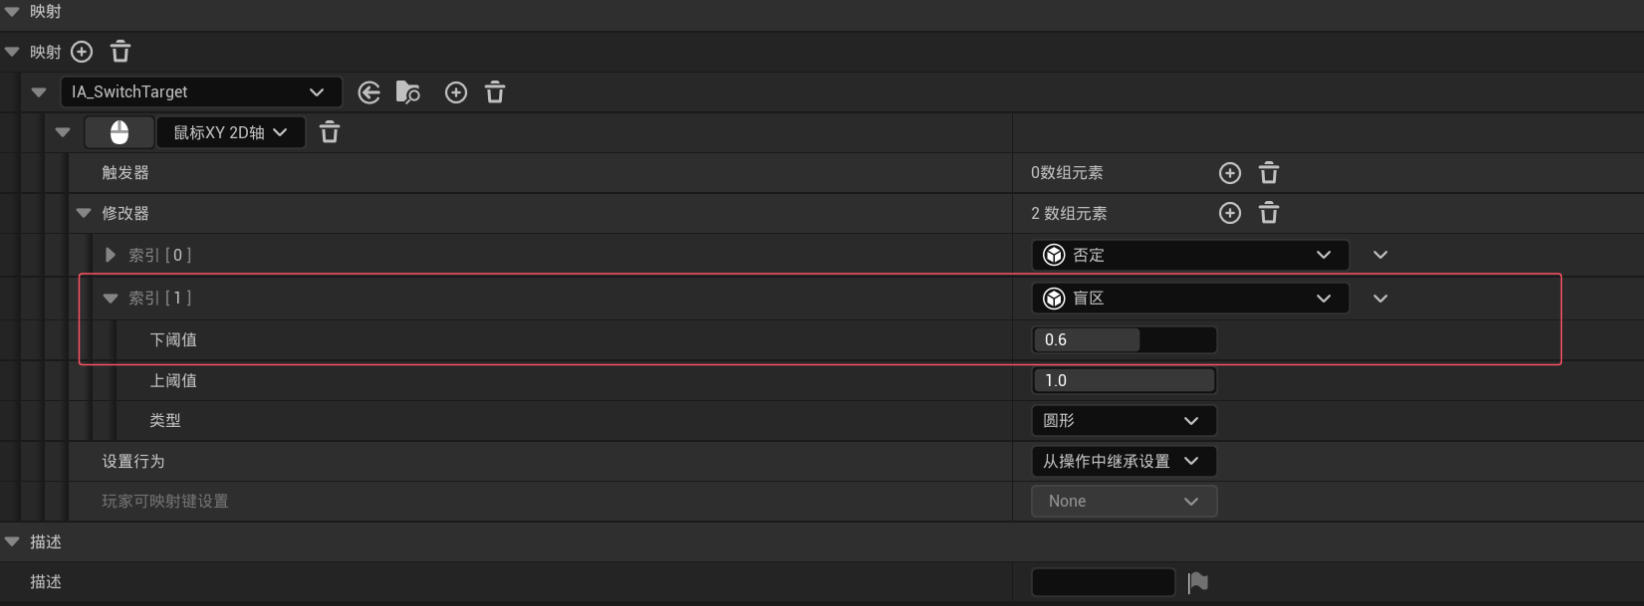 映射
映射
IA_SwitchTarget
鼠标XY 2D轴
触发器 0数组元素
修改器 2 数组元素
索引 [ 0 ] 否定
索引 [ 1 ] 盲区
下阈值 0.6
上阈值 1.0
类型 圆形
设置行为 从操作中继承设置
玩家可映射键设置 None
描述
描述